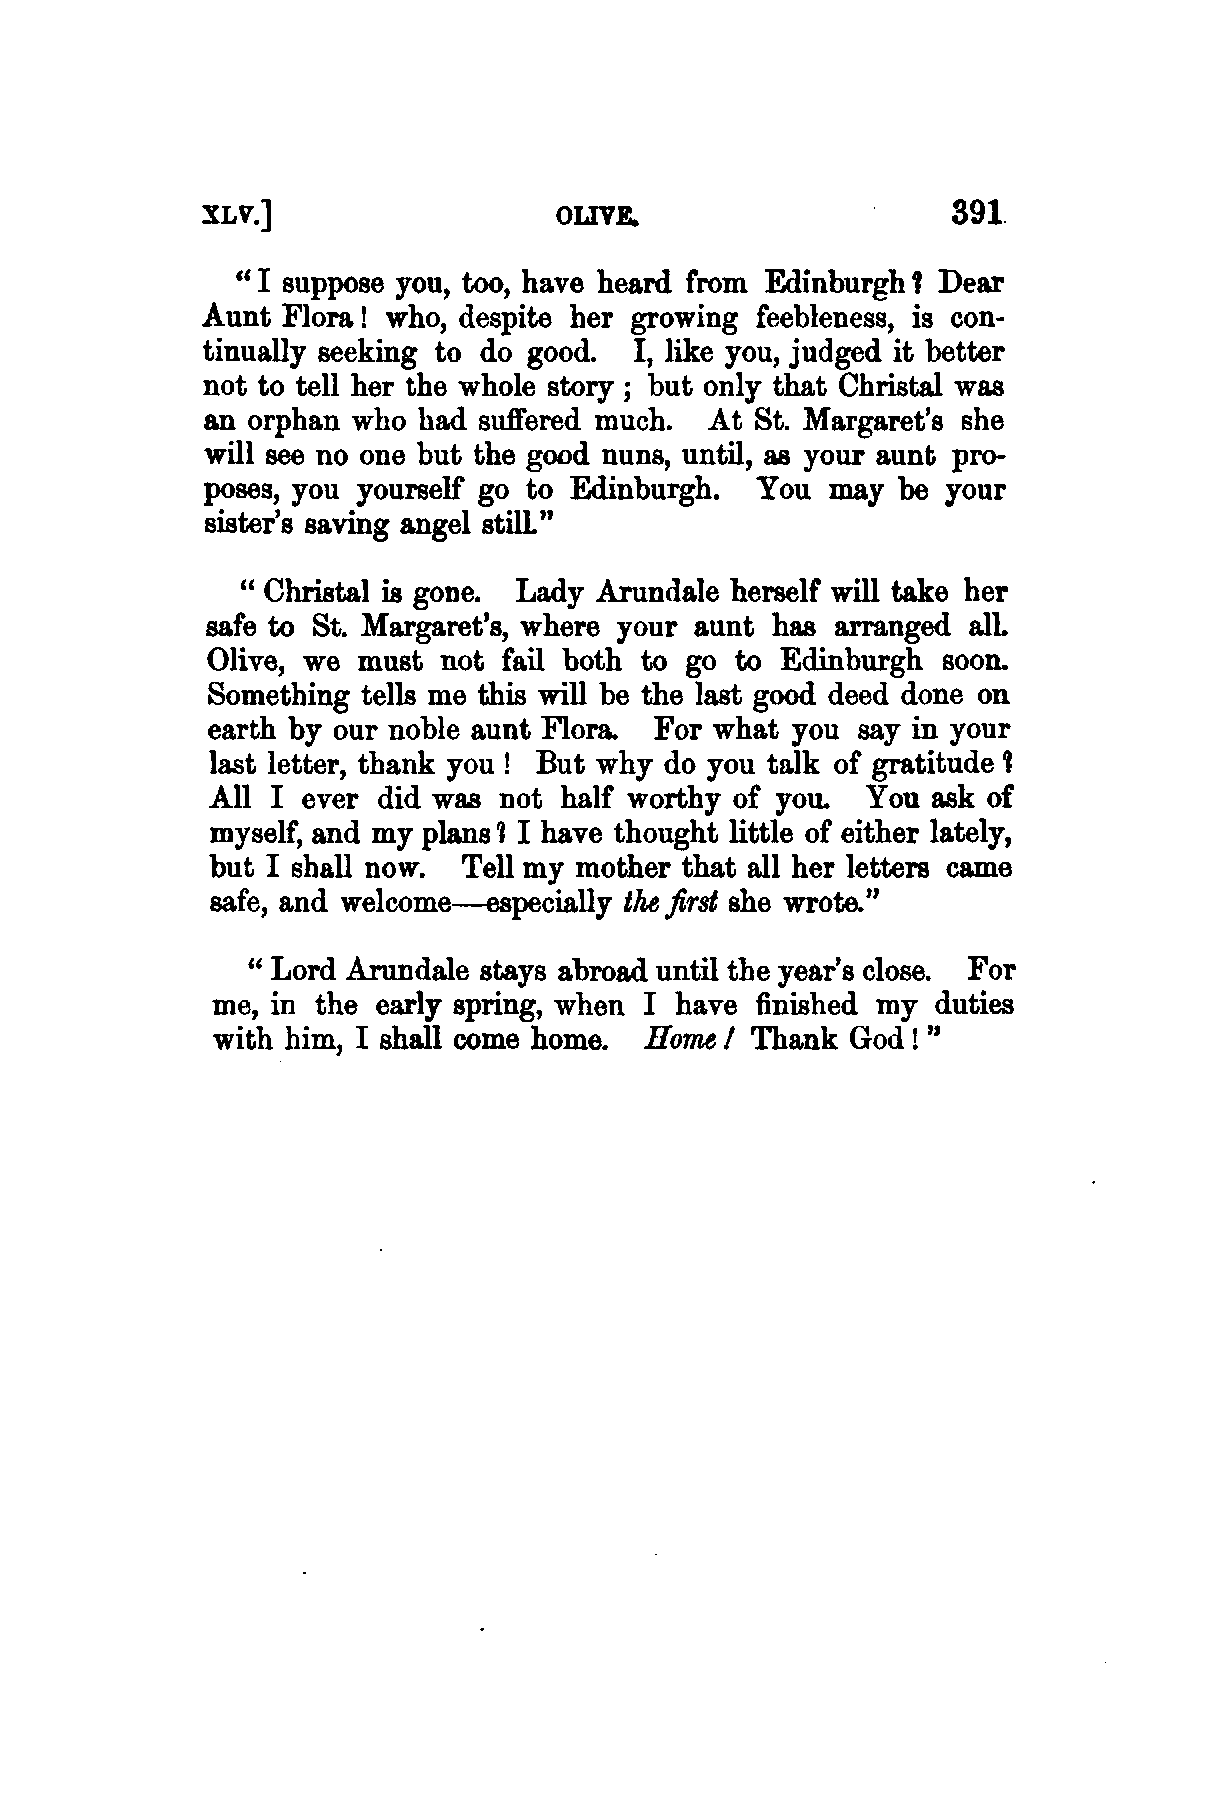 XLV.] OLIVE. 391
"I suppose you, too, have heard from Edinburgh? Dear
Aunt Flora! who, despite her growing feebleness, is con-
tinually seeking to do good. I, like you, judged it better
not to tell her the whole story; but only that Christal was
an orphan who had suffered much. At St. Margaret's she
will see no one but the good nuns, until, as your aunt pro-
poses, you yourself go to Edinburgh. You may be your
sister's saving angel still."
"Christal is gone. Lady Arundale herself will take her
safe to St. Margaret's, where your aunt has arranged all.
Olive, we must not fail both to go to Edinburgh soon.
Something tells me this will be the last good deed done on
earth by our noble aunt Flora. For what you say in your
last letter, thank you! But why do you talk of gratitude?
All I ever did was not half worthy of you. You ask of
myself, and my plans? I have thought little of either lately,
but I shall now. Tell my mother that all her letters came
safe, and welcome—especially the first she wrote."
"Lord Arundale stays abroad until the year's close. For
me, in the early spring, when I have finished my duties
with him, I shall come home. Home! Thank God!"